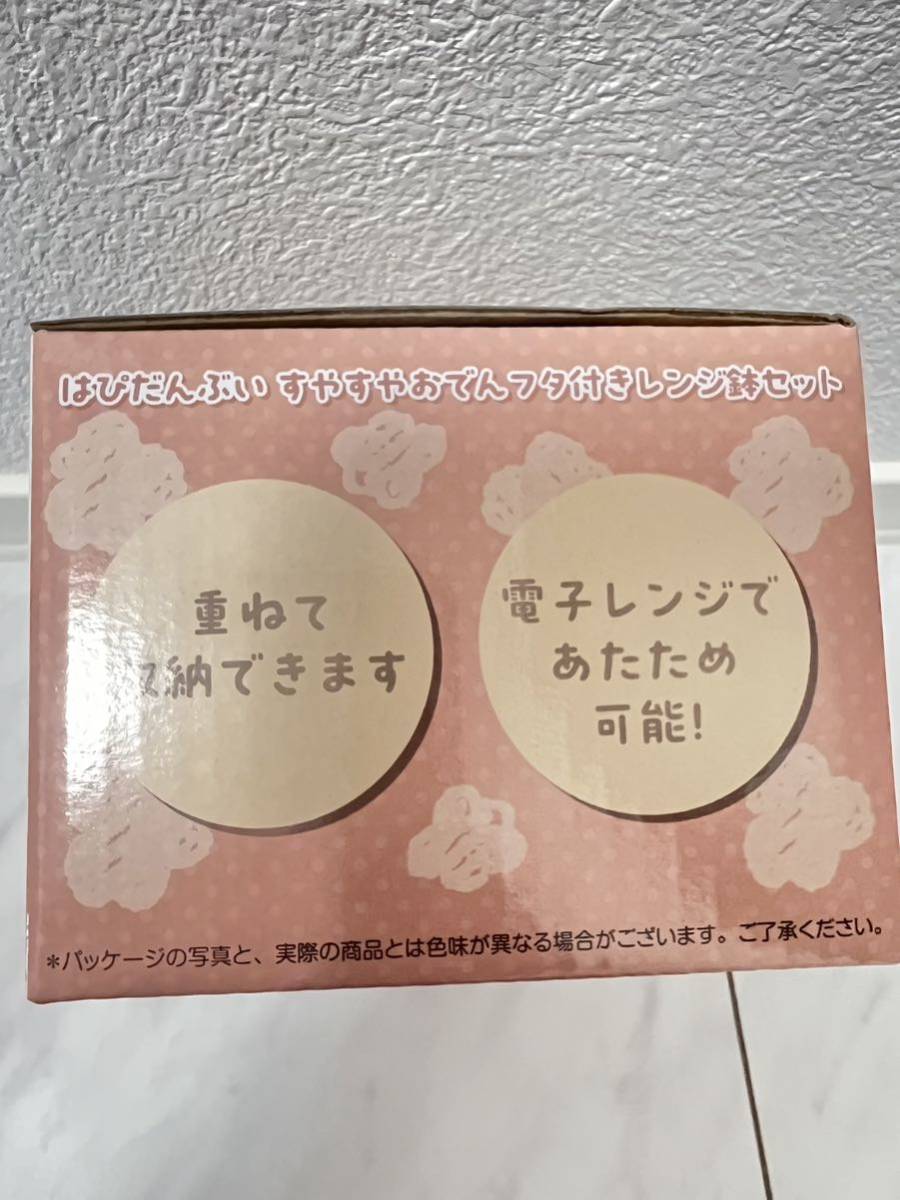 はぴだんぶい すやすやおでんフタ付きレンジ鉢セット
重ねて
収納できます
電子レンジで
あたため
可能!
*パッケージの写真と、実際の商品とは色味が異なる場合がございます。ご了承ください。